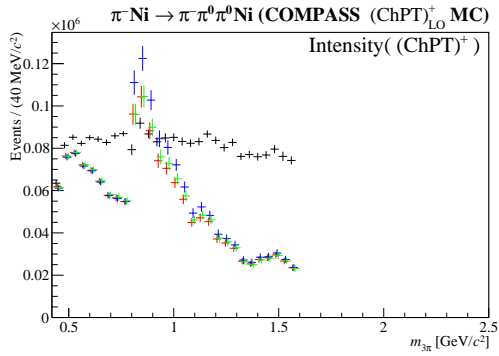 π⁻Ni → π⁻π⁰π⁰Ni (COMPASS (ChPT)⁺_LO MC)
×10⁶
Intensity( (ChPT)⁺ )
Events / (40 MeV/c²)
0.12
0.1
0.08
0.06
0.04
0.02
0
0.5 1 1.5 2 2.5
m_3π [GeV/c²]